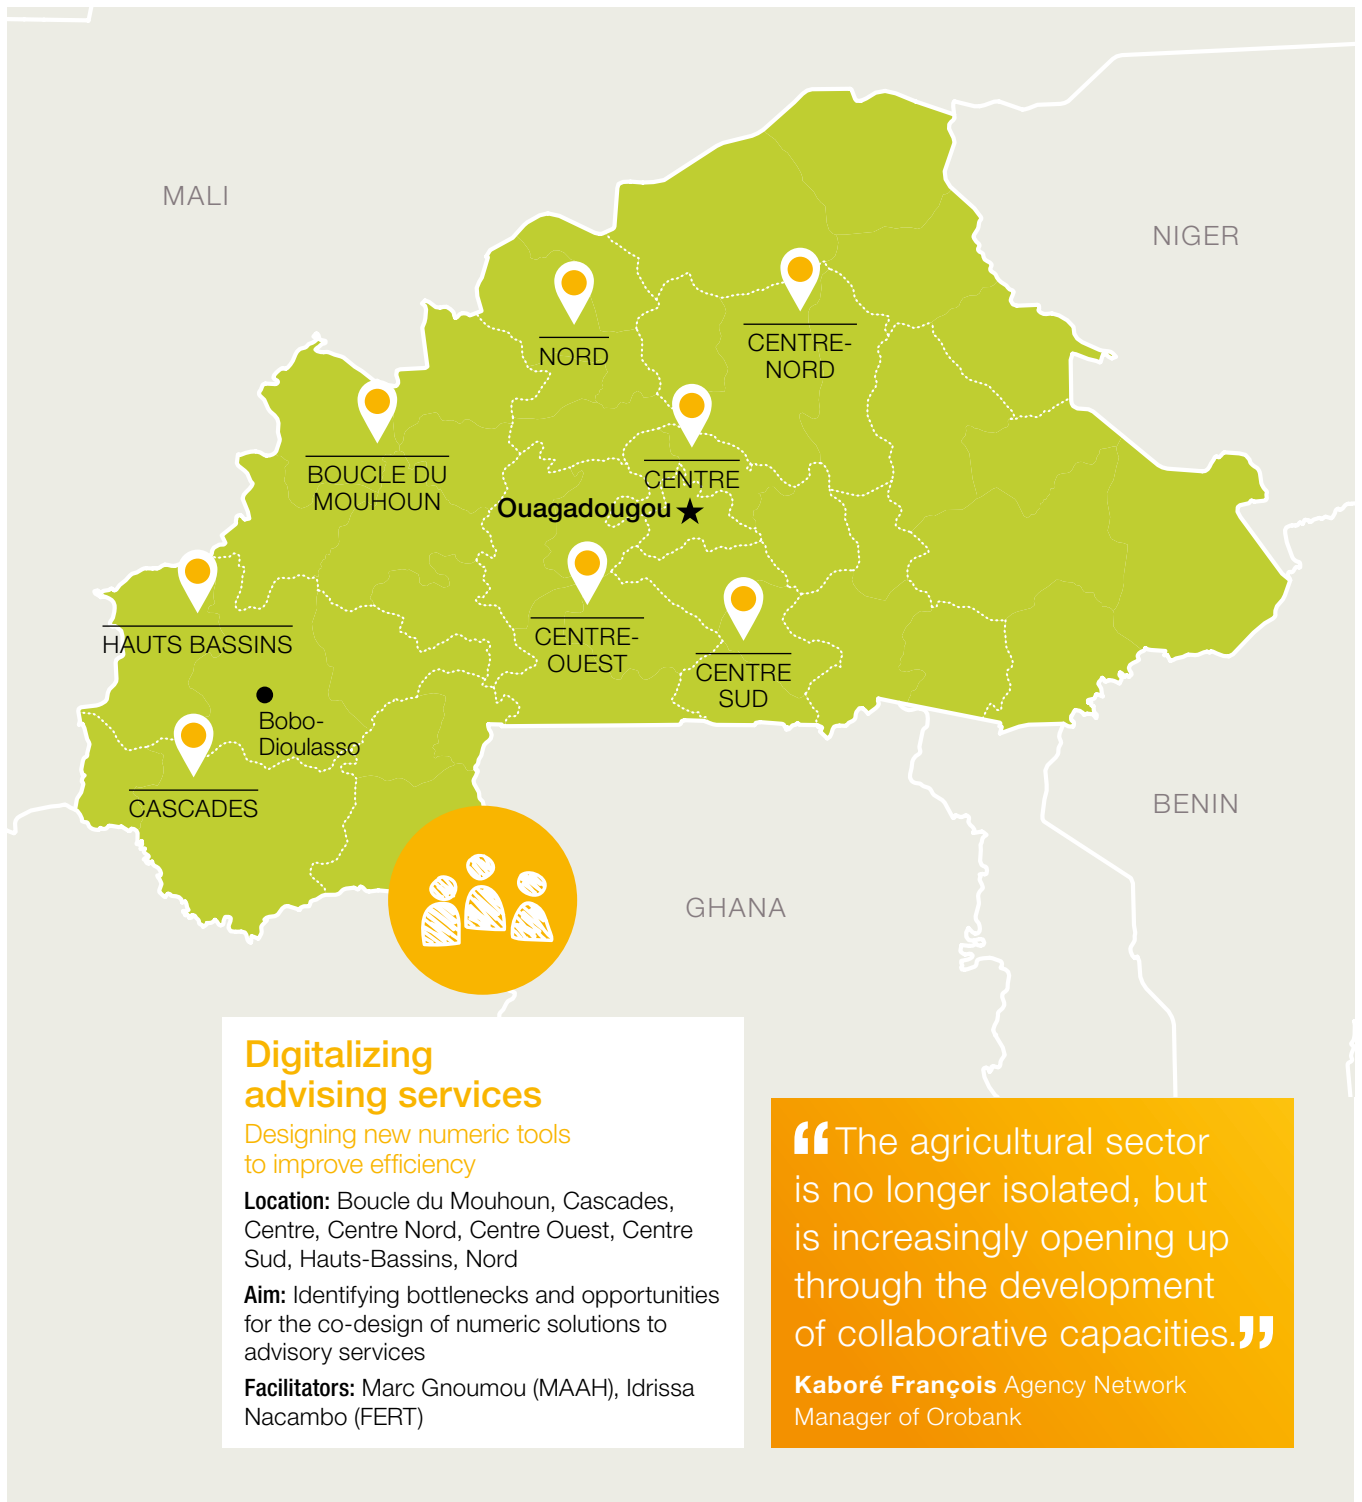 MALI
NIGER
NORD
CENTRE-
NORD
BOUCLE DU
MOUHOUN
CENTRE
Ouagadougou
HAUTS BASSINS
CENTRE-
OUEST
CENTRE
SUD
Bobo-
Dioulasso
CASCADES
BENIN
GHANA
Digitalizing
advising services
Designing new numeric tools
to improve efficiency
Location: Boucle du Mouhoun, Cascades,
Centre, Centre Nord, Centre Ouest, Centre
Sud, Hauts-Bassins, Nord
Aim: Identifying bottlenecks and opportunities
for the co-design of numeric solutions to
advisory services
Facilitators: Marc Gnoumou (MAAH), Idrissa
Nacambo (FERT)
“The agricultural sector
is no longer isolated, but
is increasingly opening up
through the development
of collaborative capacities.”
Kaboré François Agency Network
Manager of Orobank